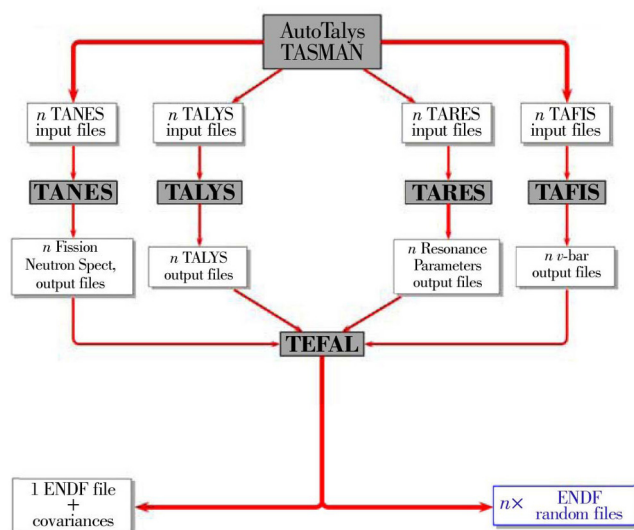 AutoTalys
TASMAN
n TANES
input files
n TALYS
input files
n TARES
input files
n TAFIS
input files
TANES
TALYS
TARES
TAFIS
n Fission
Neutron Spect,
output files
n TALYS
output files
n Resonance
Parameters
output files
n v-bar
output files
TEFAL
1 ENDF file
+
covariances
n× ENDF
random files